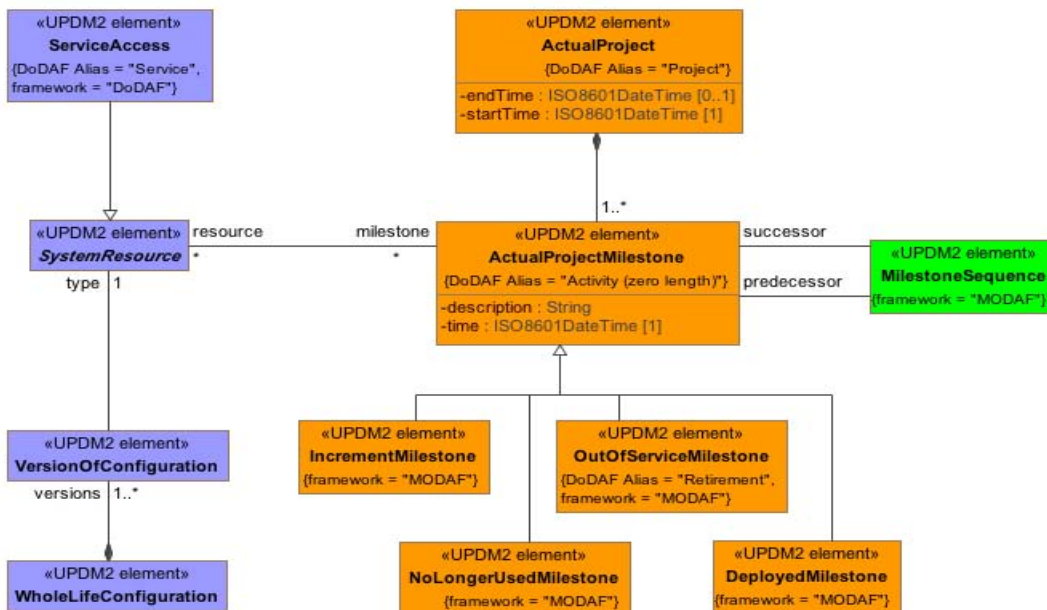 «UPDM2 element»
ServiceAccess
{DoDAF Alias = "Service",
framework = "DoDAF"}
«UPDM2 element»
ActualProject
{DoDAF Alias = "Project"}
-endTime : ISO8601DateTime [0..1]
-startTime : ISO8601DateTime [1]
1..*
«UPDM2 element»
SystemResource
resource
*
milestone
*
type 1
«UPDM2 element»
ActualProjectMilestone
{DoDAF Alias = "Activity (zero length)"}
-description : String
-time : ISO8601DateTime [1]
successor
predecessor
«UPDM2 element»
MilestoneSequence
{framework = "MODAF"}
«UPDM2 element»
VersionOfConfiguration
versions 1..*
«UPDM2 element»
WholeLifeConfiguration
«UPDM2 element»
IncrementMilestone
{framework = "MODAF"}
«UPDM2 element»
OutOfServiceMilestone
{DoDAF Alias = "Retirement",
framework = "MODAF"}
«UPDM2 element»
NoLongerUsedMilestone
{framework = "MODAF"}
«UPDM2 element»
DeployedMilestone
{framework = "MODAF"}